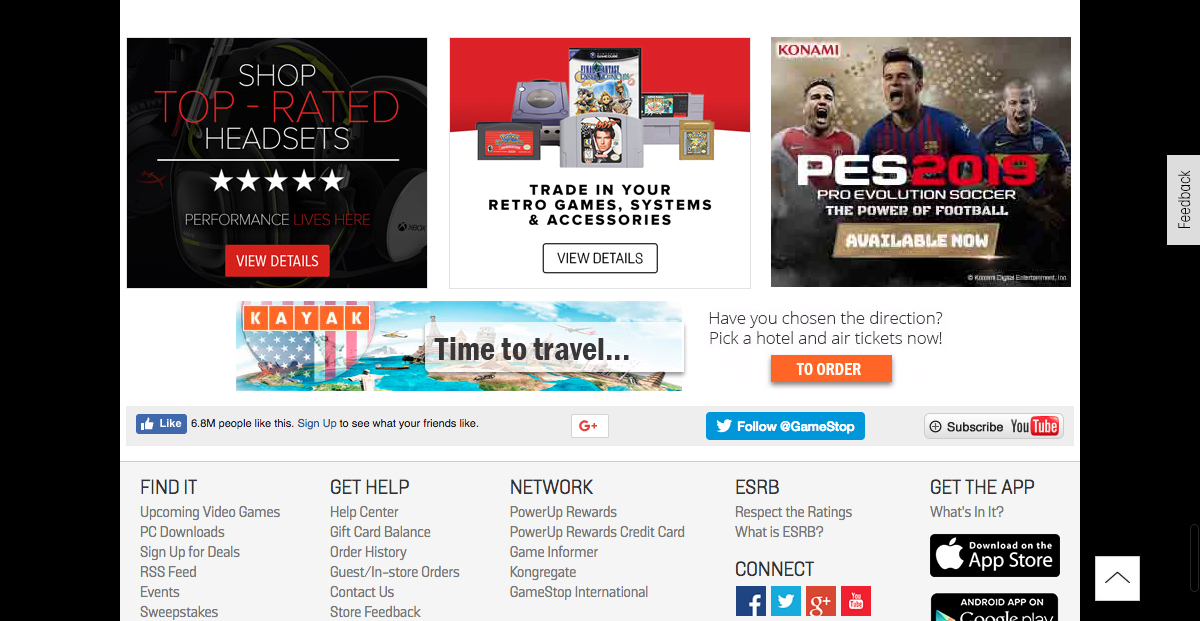 SHOP
TOP - RATED
HEADSETS
PERFORMANCE LIVES HERE
XBOX
VIEW DETAILS
TRADE IN YOUR
RETRO GAMES, SYSTEMS
& ACCESSORIES
VIEW DETAILS
KONAMI
PES2019
PRO EVOLUTION SOCCER
THE POWER OF FOOTBALL
AVAILABLE NOW
© Konami Digital Entertainment, Inc.
KAYAK
Time to travel...
Have you chosen the direction?
Pick a hotel and air tickets now!
TO ORDER
Like 6.8M people like this. Sign Up to see what your friends like.
G+
Follow @GameStop
Subscribe YouTube
Feedback
FIND IT
Upcoming Video Games
PC Downloads
Sign Up for Deals
RSS Feed
Events
Sweepstakes
GET HELP
Help Center
Gift Card Balance
Order History
Guest/In-store Orders
Contact Us
Store Feedback
NETWORK
PowerUp Rewards
PowerUp Rewards Credit Card
Game Informer
Kongregate
GameStop International
ESRB
Respect the Ratings
What is ESRB?
CONNECT
f
g+
You Tube
GET THE APP
What's In It?
Download on the
App Store
ANDROID APP ON
Google play